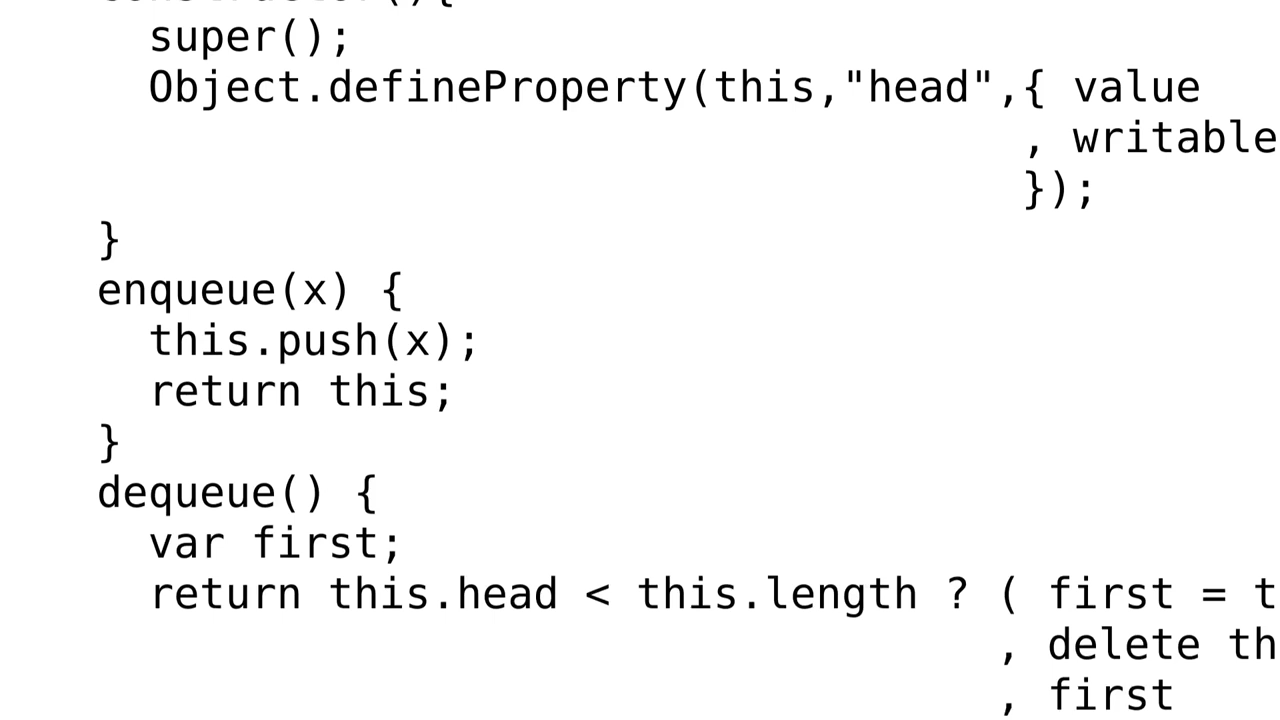 super();
Object.defineProperty(this,"head",{ value
, writable
});
}
enqueue(x) {
this.push(x);
return this;
}
dequeue() {
var first;
return this.head < this.length ? ( first = t
, delete th
, first